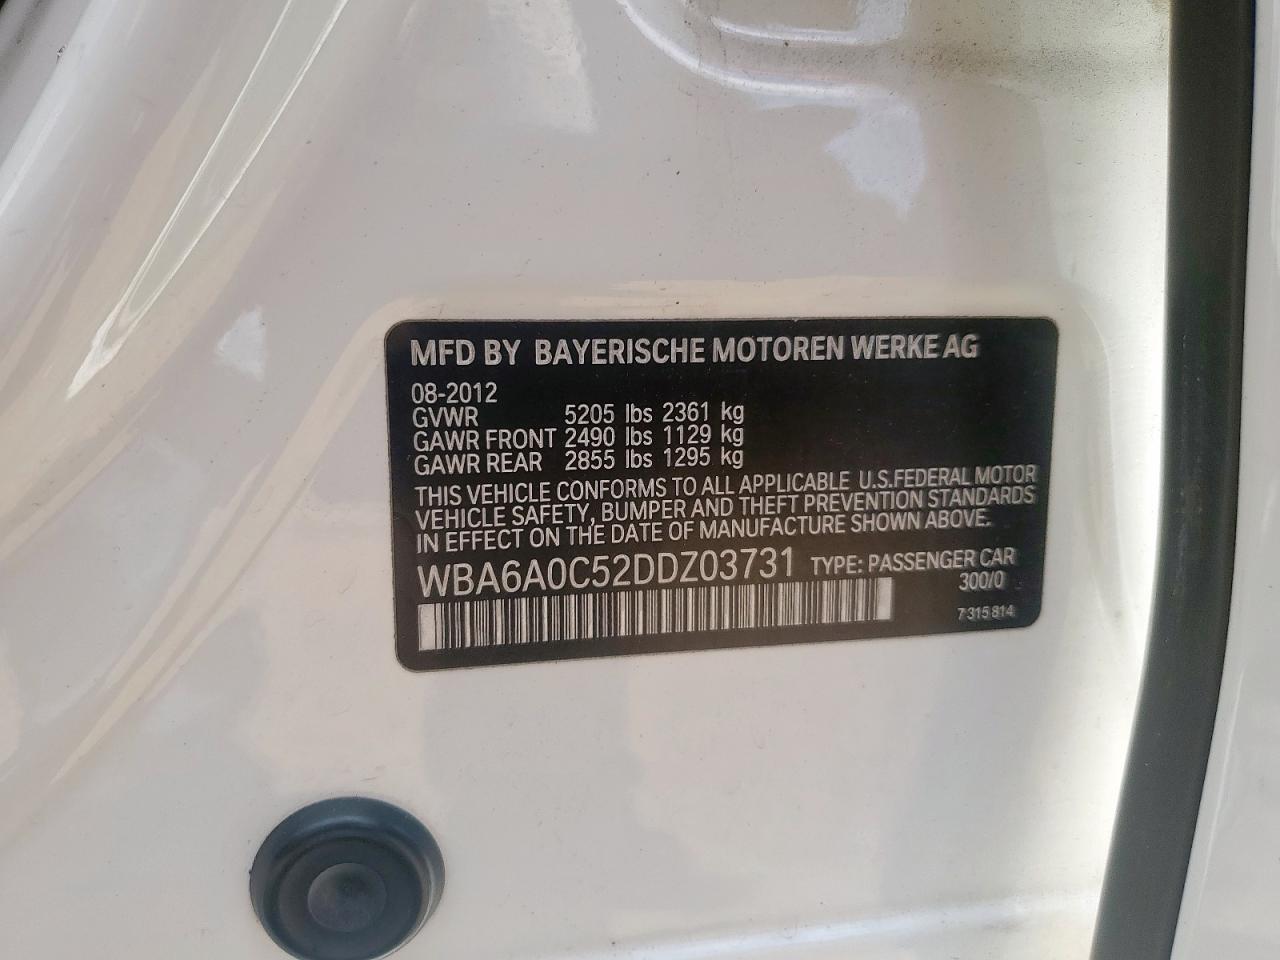 MFD BY BAYERISCHE MOTOREN WERKE AG
08-2012
GVWR 5205 lbs 2361 kg
GAWR FRONT 2490 lbs 1129 kg
GAWR REAR 2855 lbs 1295 kg
THIS VEHICLE CONFORMS TO ALL APPLICABLE U.S.FEDERAL MOTOR
VEHICLE SAFETY, BUMPER AND THEFT PREVENTION STANDARDS
IN EFFECT ON THE DATE OF MANUFACTURE SHOWN ABOVE.
WBA6A0C52DDZ03731 TYPE: PASSENGER CAR
300/0
7 315 814